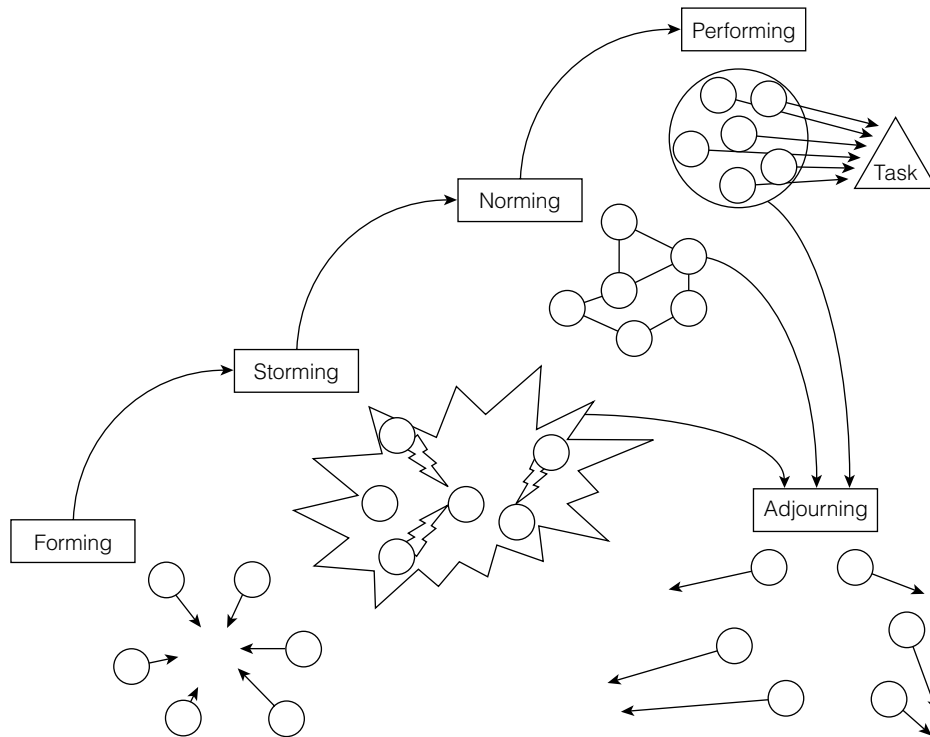 Performing
Task
Norming
Storming
Adjourning
Forming